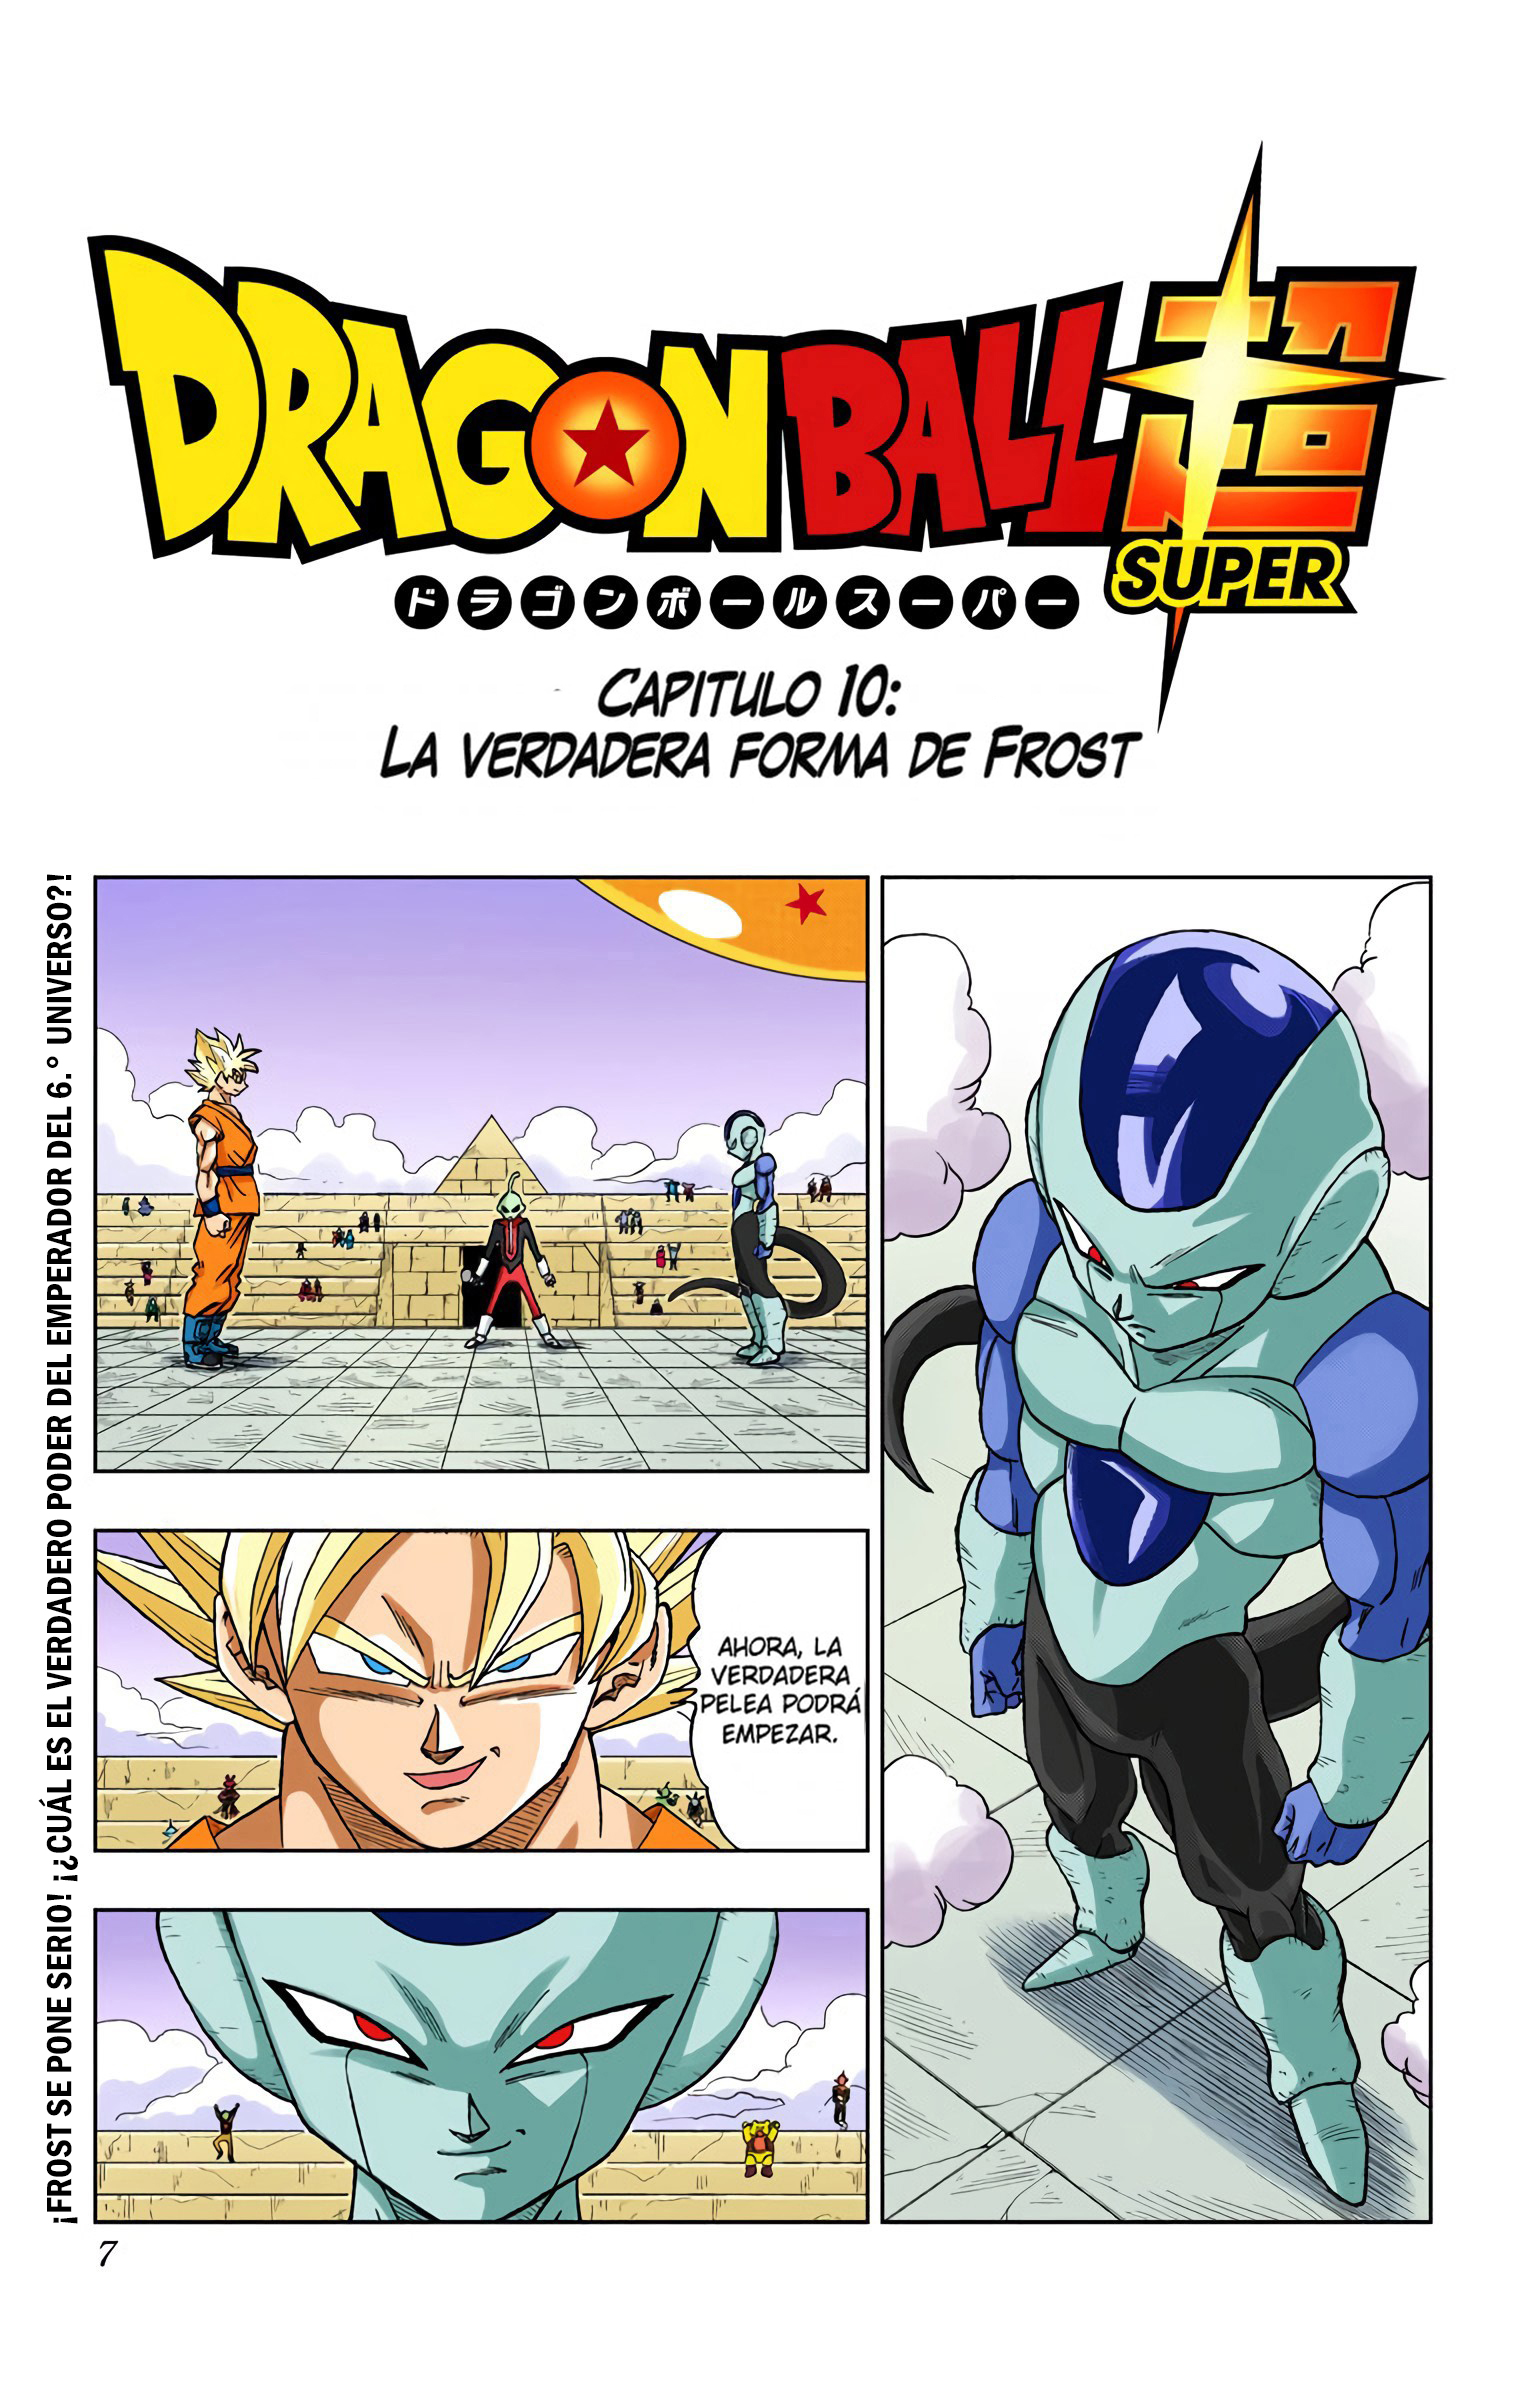 DRAGON BALL 超
SUPER
ドラゴンボールスーパー
CAPITULO 10:
LA VERDADERA FORMA DE FROST
¡FROST SE PONE SERIO! ¡¿CUÁL ES EL VERDADERO PODER DEL EMPERADOR DEL 6.° UNIVERSO?!
AHORA, LA
VERDADERA
PELEA PODRÁ
EMPEZAR.
7